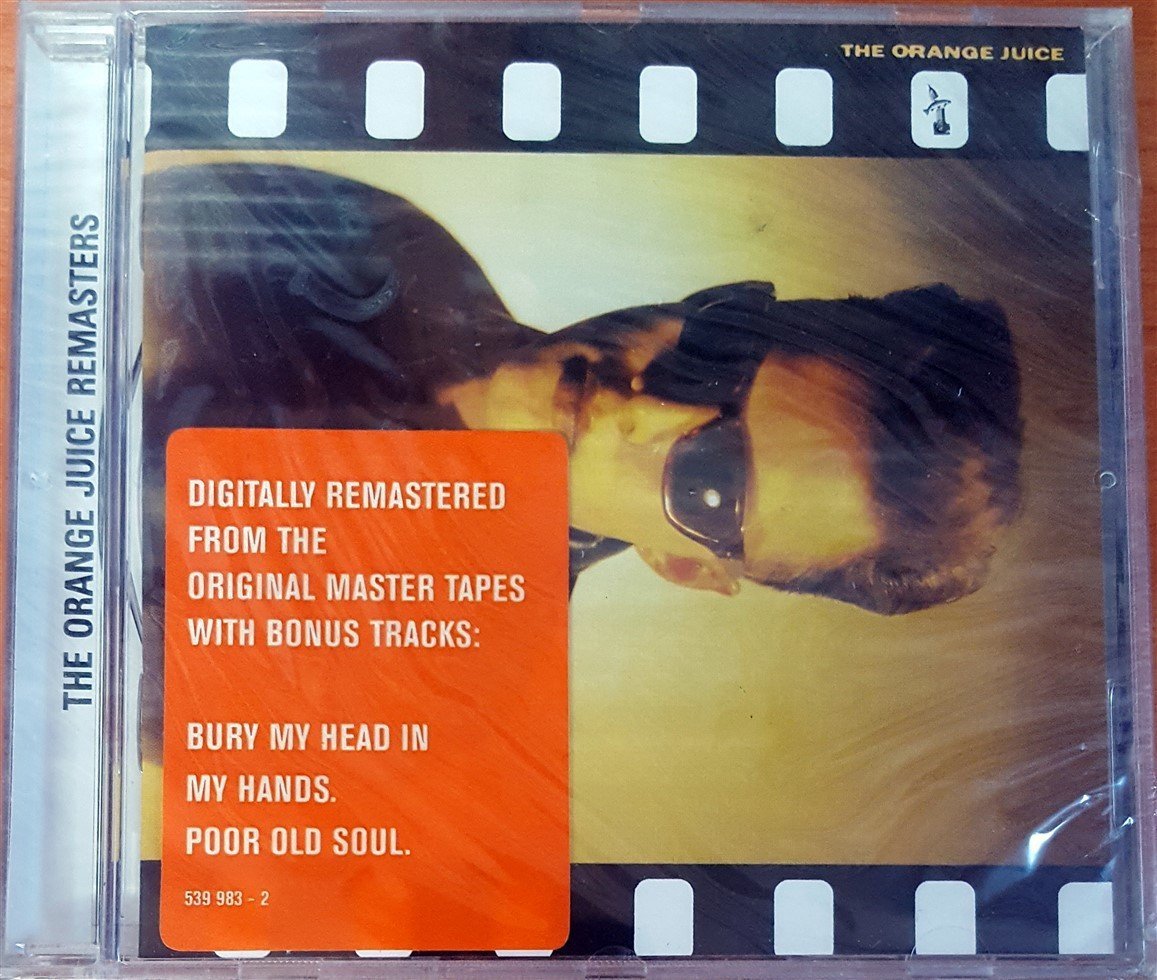 THE ORANGE JUICE
THE ORANGE JUICE REMASTERS
DIGITALLY REMASTERED
FROM THE
ORIGINAL MASTER TAPES
WITH BONUS TRACKS:
BURY MY HEAD IN
MY HANDS.
POOR OLD SOUL.
539 983 - 2